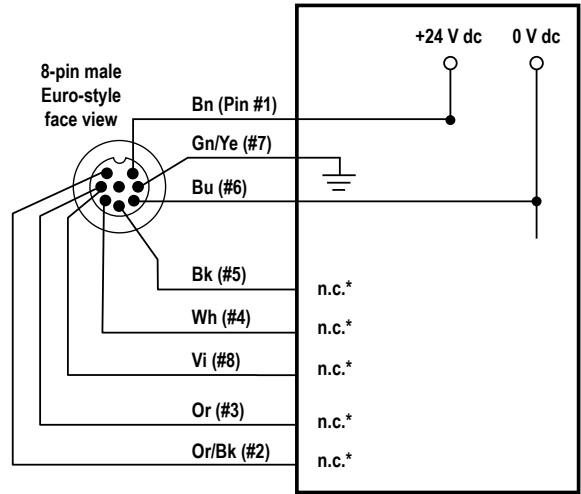 +24 V dc 0 V dc
8-pin male
Euro-style
face view
Bn (Pin #1)
Gn/Ye (#7)
Bu (#6)
Bk (#5) n.c.*
Wh (#4) n.c.*
Vi (#8) n.c.*
Or (#3) n.c.*
Or/Bk (#2) n.c.*